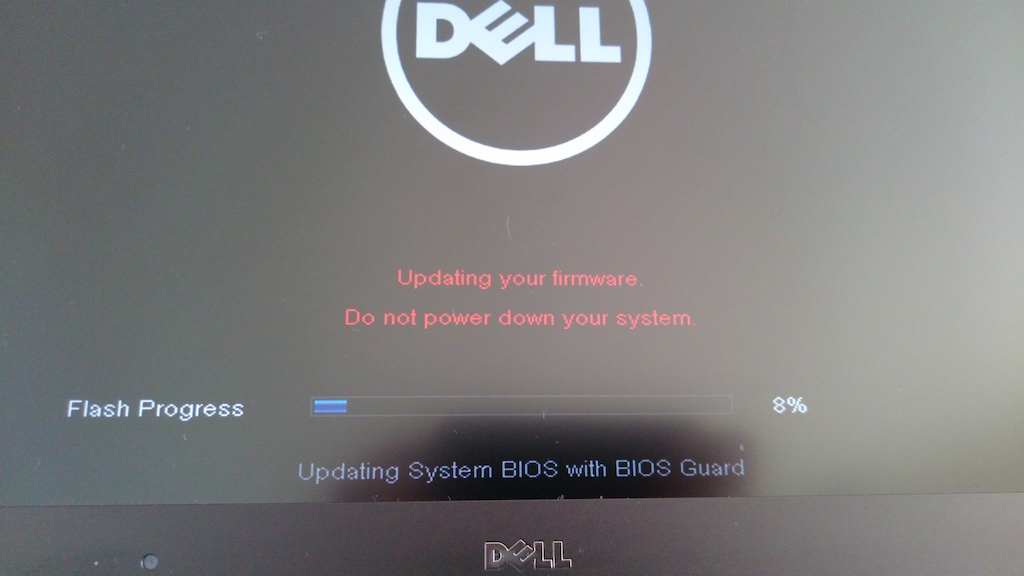 DELL
Updating your firmware.
Do not power down your system.
Flash Progress 8%
Updating System BIOS with BIOS Guard
DELL